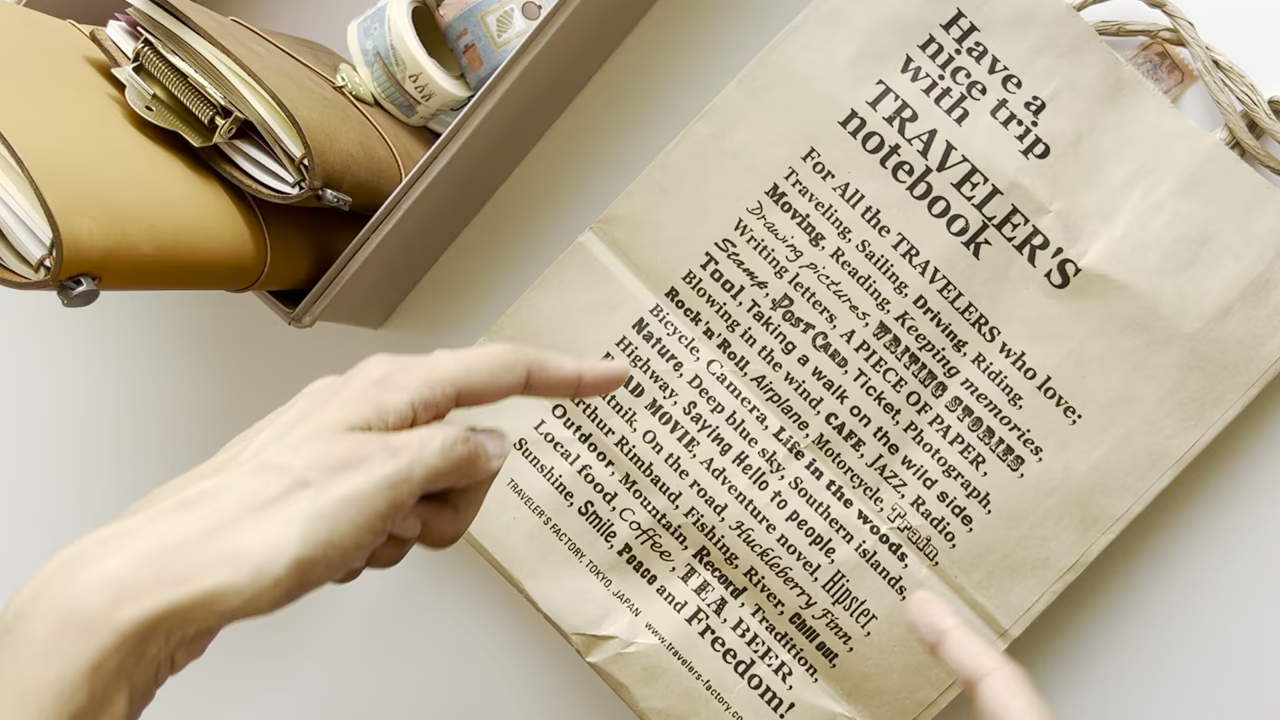 Have a
nice trip
with
TRAVELER'S
notebook
For All the TRAVELERS who love;
Traveling, Sailing, Driving, Riding,
Moving, Reading, Keeping memories,
Drawing pictures, WRITING STORIES,
Writing letters, A PIECE OF PAPER,
Stamp, Post Card, Ticket, Photograph,
Tool, Taking a walk on the wild side,
Blowing in the wind, CAFE, JAZZ, Radio,
Rock'n'Roll, Airplane, Motorcycle, Train,
Bicycle, Camera, Life in the woods,
Nature, Deep blue sky, Southern islands,
Highway, Saying Hello to people,
MOVIE, Adventure novel, Hipster,
On the road, Huckleberry Finn,
Rimbaud, Fishing, River, Chill out,
Outdoor, Mountain, Record, Tradition,
Local food, Coffee, TEA, BEER,
Sunshine, Smile, Peace and Freedom!
TRAVELER'S FACTORY, TOKYO, JAPAN www.travelers-factory.co